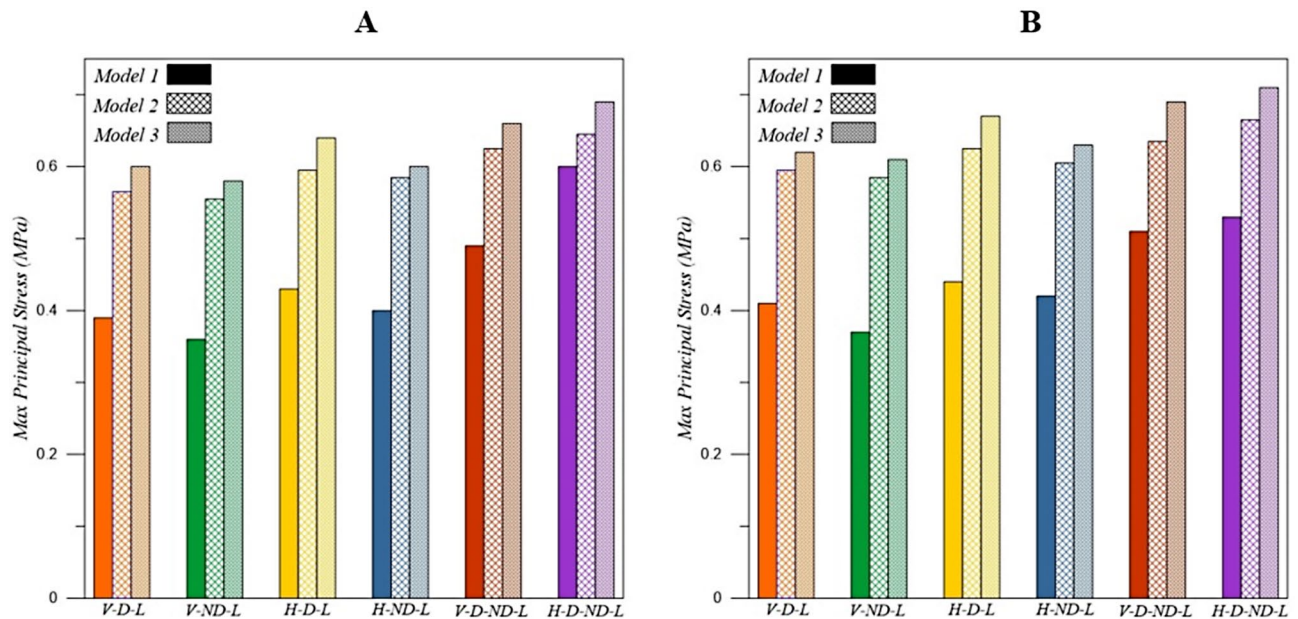 A
B
Max Principal Stress (MPa)
Model 1
Model 2
Model 3
0.6
0.4
0.2
0
V-D-L
V-ND-L
H-D-L
H-ND-L
V-D-ND-L
H-D-ND-L
Max Principal Stress (MPa)
Model 1
Model 2
Model 3
0.6
0.4
0.2
0
V-D-L
V-ND-L
H-D-L
H-ND-L
V-D-ND-L
H-D-ND-L